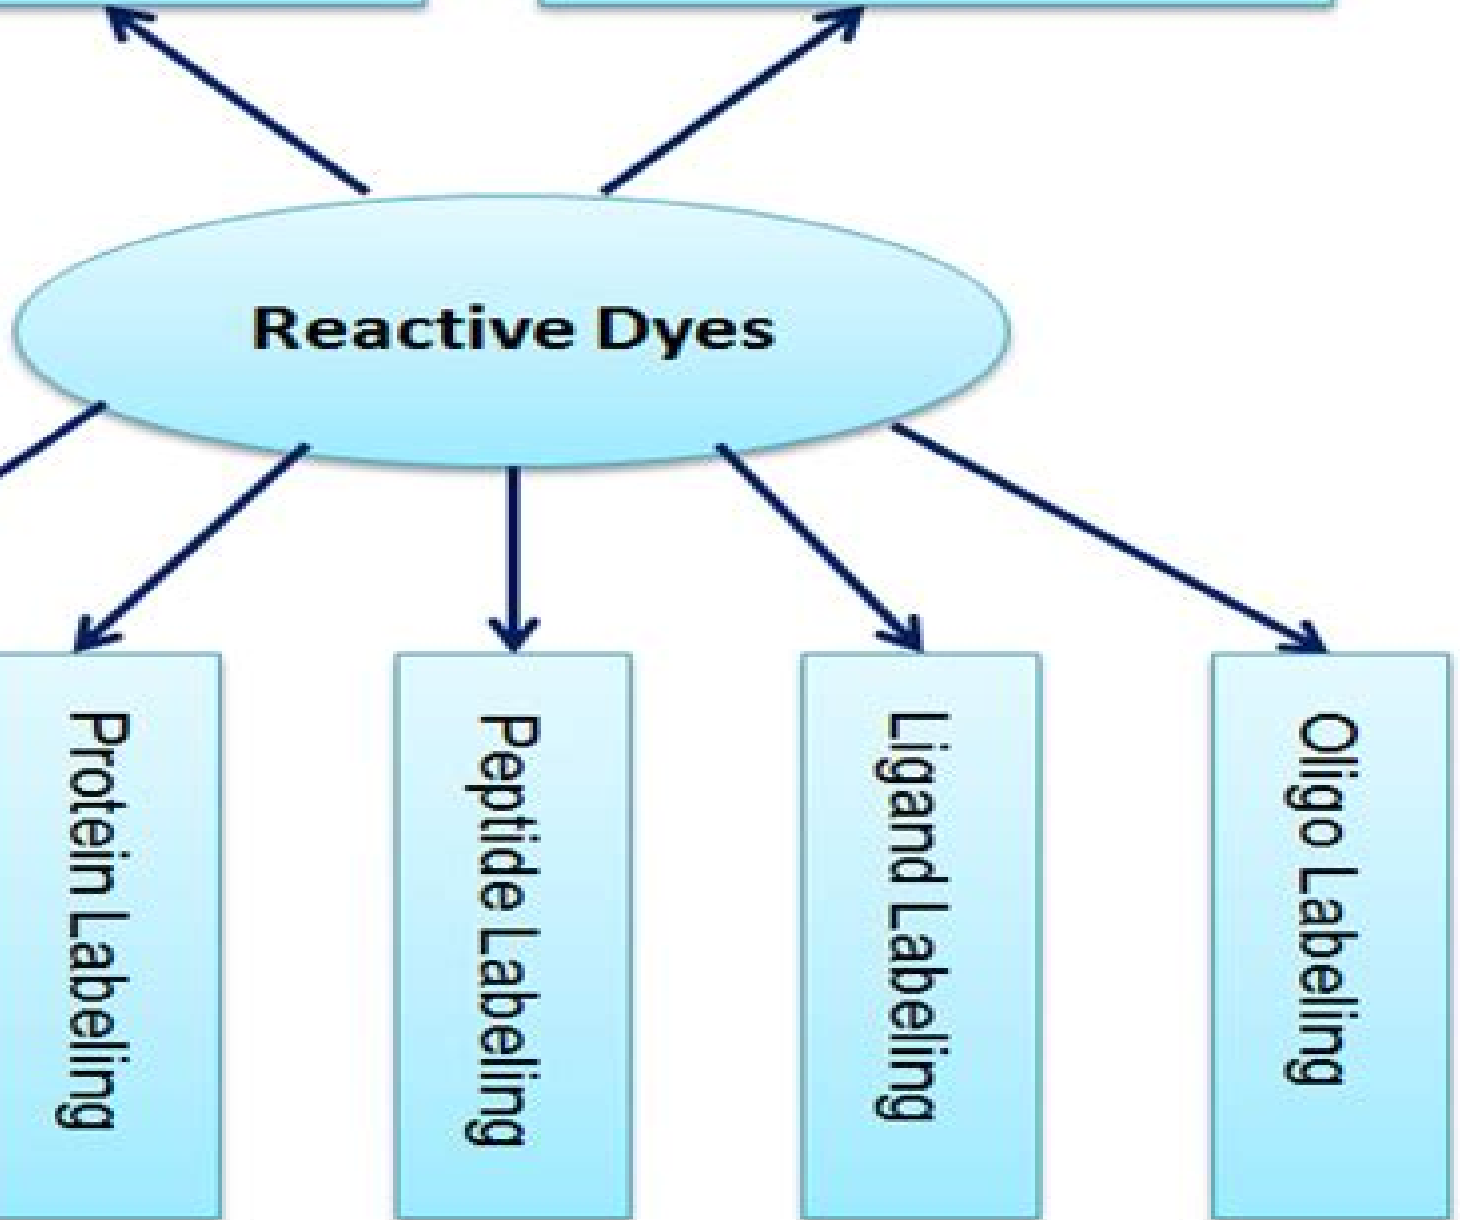 Reactive Dyes
Protein Labeling
Peptide Labeling
Ligand Labeling
Oligo Labeling